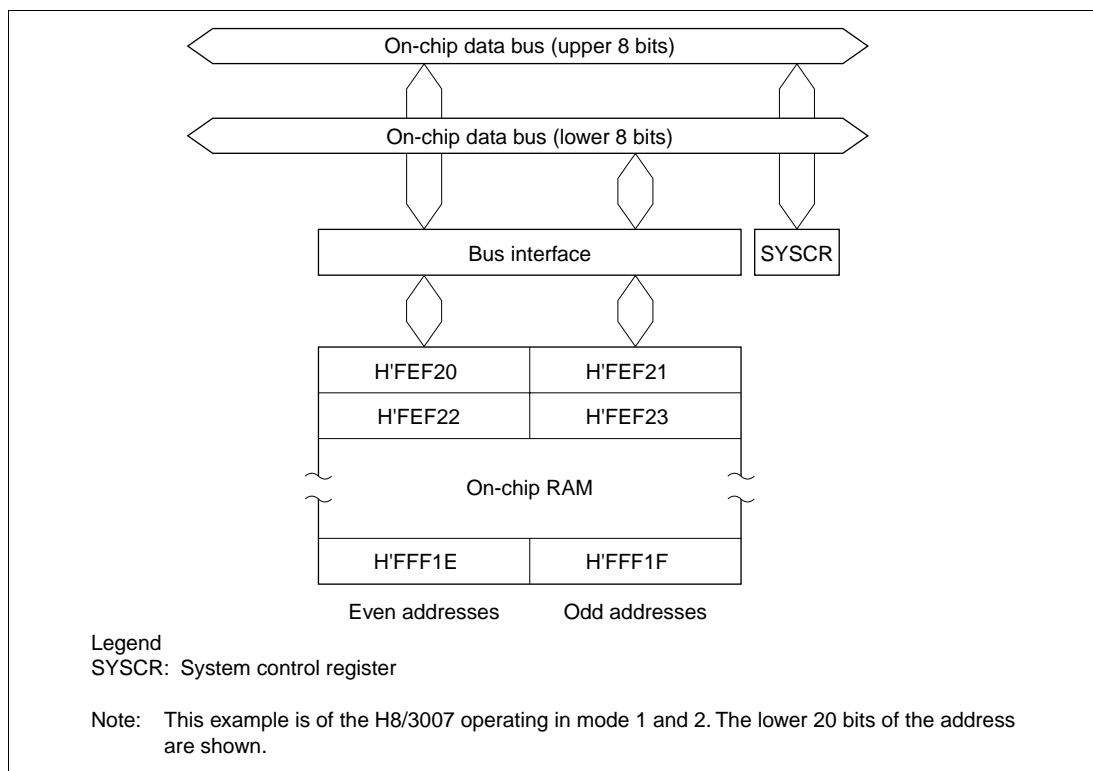 On-chip data bus (upper 8 bits)
On-chip data bus (lower 8 bits)
Bus interface
SYSCR
H'FEF20
H'FEF21
H'FEF22
H'FEF23
On-chip RAM
H'FFF1E
H'FFF1F
Even addresses
Odd addresses
Legend
SYSCR: System control register
Note: This example is of the H8/3007 operating in mode 1 and 2. The lower 20 bits of the address
are shown.